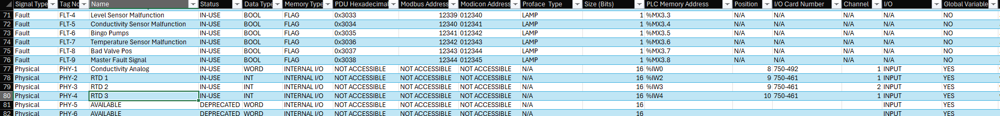 Signal Type Tag No Name Status Data Type Memory Type PDU Hexadecimal Modbus Address Modicon Address Proface Type Size (Bits) PLC Memory Address Position I/O Card Number Channel I/O Global Variable
71 Fault FLT-4 Level Sensor Malfunction IN-USE BOOL FLAG 0x3033 12339 012340 LAMP 1 %MX3.3 N/A N/A N/A N/A NO
72 Fault FLT-5 Conductivity Sensor Malfunction IN-USE BOOL FLAG 0x3034 12340 012341 LAMP 1 %MX3.4 N/A N/A N/A N/A NO
73 Fault FLT-6 Bingo Pumps IN-USE BOOL FLAG 0x3035 12341 012342 LAMP 1 %MX3.5 N/A N/A N/A N/A NO
74 Fault FLT-7 Temperature Sensor Malfunction IN-USE BOOL FLAG 0x3036 12342 012343 LAMP 1 %MX3.6 N/A N/A N/A N/A NO
75 Fault FLT-8 Bad Valve Pos IN-USE BOOL FLAG 0x3037 12343 012344 LAMP 1 %MX3.7 N/A N/A N/A N/A NO
76 Fault FLT-9 Master Fault Signal IN-USE BOOL FLAG 0x3038 12344 012345 LAMP 1 %MX3.8 N/A N/A N/A N/A NO
77 Physical PHY-1 Conductivity Analog IN-USE WORD INTERNAL I/O NOT ACCESSIBLE NOT ACCESSIBLE NOT ACCESSIBLE N/A 16 %IW0 8 750-492 1 INPUT YES
78 Physical PHY-2 RTD 1 IN-USE INT INTERNAL I/O NOT ACCESSIBLE NOT ACCESSIBLE NOT ACCESSIBLE N/A 16 %IW2 9 750-461 1 INPUT YES
79 Physical PHY-3 RTD 2 IN-USE INT INTERNAL I/O NOT ACCESSIBLE NOT ACCESSIBLE NOT ACCESSIBLE N/A 16 %IW3 9 750-461 2 INPUT YES
80 Physical PHY-4 RTD 3 IN-USE INT INTERNAL I/O NOT ACCESSIBLE NOT ACCESSIBLE NOT ACCESSIBLE N/A 16 %IW4 10 750-461 1 INPUT YES
81 Physical PHY-5 AVAILABLE DEPRECATED WORD INTERNAL I/O NOT ACCESSIBLE NOT ACCESSIBLE NOT ACCESSIBLE N/A 16 INPUT YES
82 Physical PHY-6 AVAILABLE DEPRECATED WORD INTERNAL I/O NOT ACCESSIBLE NOT ACCESSIBLE NOT ACCESSIBLE N/A 16 INPUT YES